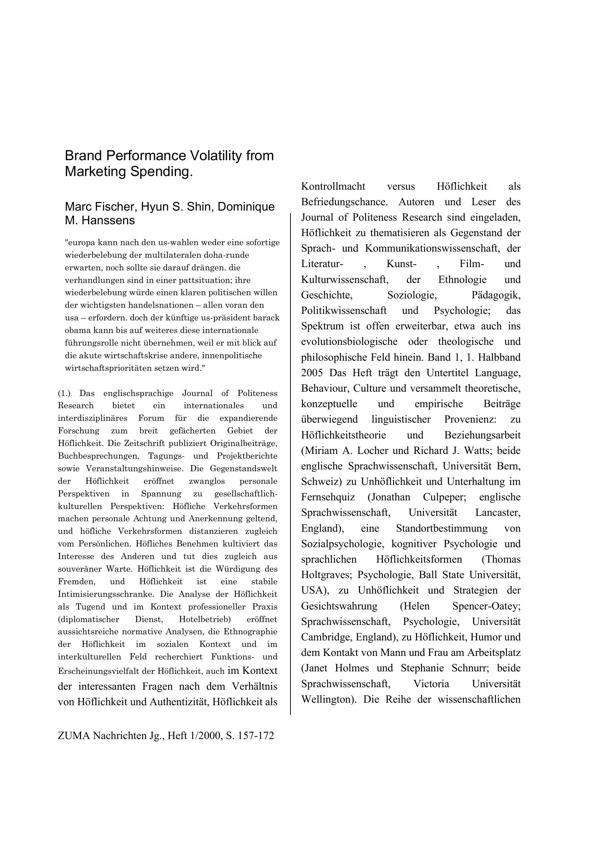 Brand Performance Volatility from
Marketing Spending.
Marc Fischer, Hyun S. Shin, Dominique
M. Hanssens
"europa kann nach den us-wahlen weder eine sofortige
wiederbelebung der multilateralen doha-runde
erwarten, noch sollte sie darauf drängen. die
verhandlungen sind in einer pattsituation; ihre
wiederbelebung würde einen klaren politischen willen
der wichtigsten handelsnationen – allen voran den
usa – erfordern. doch der künftige us-präsident barack
obama kann bis auf weiteres diese internationale
führungsrolle nicht übernehmen, weil er mit blick auf
die akute wirtschaftskrise andere, innenpolitische
wirtschaftsprioritäten setzen wird."
(1.) Das englischsprachige Journal of Politeness
Research bietet ein internationales und
interdisziplinäres Forum für die expandierende
Forschung zum breit gefächerten Gebiet der
Höflichkeit. Die Zeitschrift publiziert Originalbeiträge,
Buchbesprechungen, Tagungs- und Projektberichte
sowie Veranstaltungshinweise. Die Gegenstandswelt
der Höflichkeit eröffnet zwanglos personale
Perspektiven in Spannung zu gesellschaftlich-
kulturellen Perspektiven: Höfliche Verkehrsformen
machen personale Achtung und Anerkennung geltend,
und höfliche Verkehrsformen distanzieren zugleich
vom Persönlichen. Höfliches Benehmen kultiviert das
Interesse des Anderen und tut dies zugleich aus
souveräner Warte. Höflichkeit ist die Würdigung des
Fremden, und Höflichkeit ist eine stabile
Intimisierungsschranke. Die Analyse der Höflichkeit
als Tugend und im Kontext professioneller Praxis
(diplomatischer Dienst, Hotelbetrieb) eröffnet
aussichtsreiche normative Analysen, die Ethnographie
der Höflichkeit im sozialen Kontext und im
interkulturellen Feld recherchiert Funktions- und
Erscheinungsvielfalt der Höflichkeit, auch im Kontext
der interessanten Fragen nach dem Verhältnis
von Höflichkeit und Authentizität, Höflichkeit als
Kontrollmacht versus Höflichkeit als
Befriedungschance. Autoren und Leser des
Journal of Politeness Research sind eingeladen,
Höflichkeit zu thematisieren als Gegenstand der
Sprach- und Kommunikationswissenschaft, der
Literatur- , Kunst- , Film- und
Kulturwissenschaft, der Ethnologie und
Geschichte, Soziologie, Pädagogik,
Politikwissenschaft und Psychologie; das
Spektrum ist offen erweiterbar, etwa auch ins
evolutionsbiologische oder theologische und
philosophische Feld hinein. Band 1, 1. Halbband
2005 Das Heft trägt den Untertitel Language,
Behaviour, Culture und versammelt theoretische,
konzeptuelle und empirische Beiträge
überwiegend linguistischer Provenienz: zu
Höflichkeitstheorie und Beziehungsarbeit
(Miriam A. Locher und Richard J. Watts; beide
englische Sprachwissenschaft, Universität Bern,
Schweiz) zu Unhöflichkeit und Unterhaltung im
Fernsehquiz (Jonathan Culpeper; englische
Sprachwissenschaft, Universität Lancaster,
England), eine Standortbestimmung von
Sozialpsychologie, kognitiver Psychologie und
sprachlichen Höflichkeitsformen (Thomas
Holtgraves; Psychologie, Ball State Universität,
USA), zu Unhöflichkeit und Strategien der
Gesichtswahrung (Helen Spencer-Oatey;
Sprachwissenschaft, Psychologie, Universität
Cambridge, England), zu Höflichkeit, Humor und
dem Kontakt von Mann und Frau am Arbeitsplatz
(Janet Holmes und Stephanie Schnurr; beide
Sprachwissenschaft, Victoria Universität
Wellington). Die Reihe der wissenschaftlichen
ZUMA Nachrichten Jg., Heft 1/2000, S. 157-172